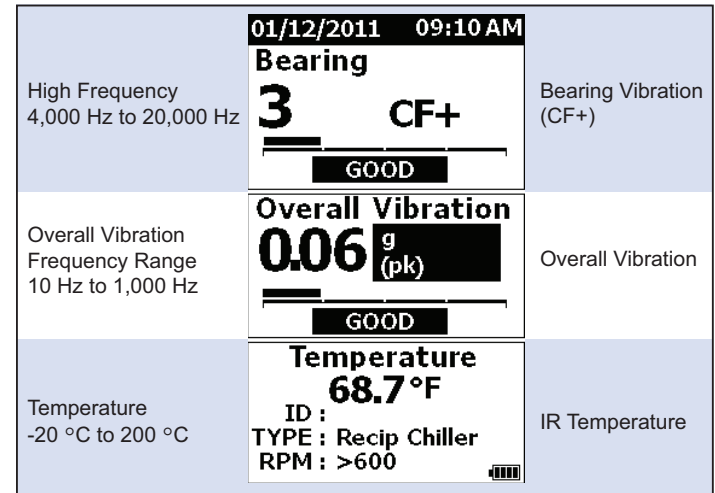 01/12/2011 09:10 AM
High Frequency
4,000 Hz to 20,000 Hz
Bearing
3 CF+
GOOD
Bearing Vibration
(CF+)
Overall Vibration
Frequency Range
10 Hz to 1,000 Hz
Overall Vibration
0.06 g
(pk)
GOOD
Overall Vibration
Temperature
-20 °C to 200 °C
Temperature
68.7°F
ID :
TYPE : Recip Chiller
RPM : >600
IR Temperature